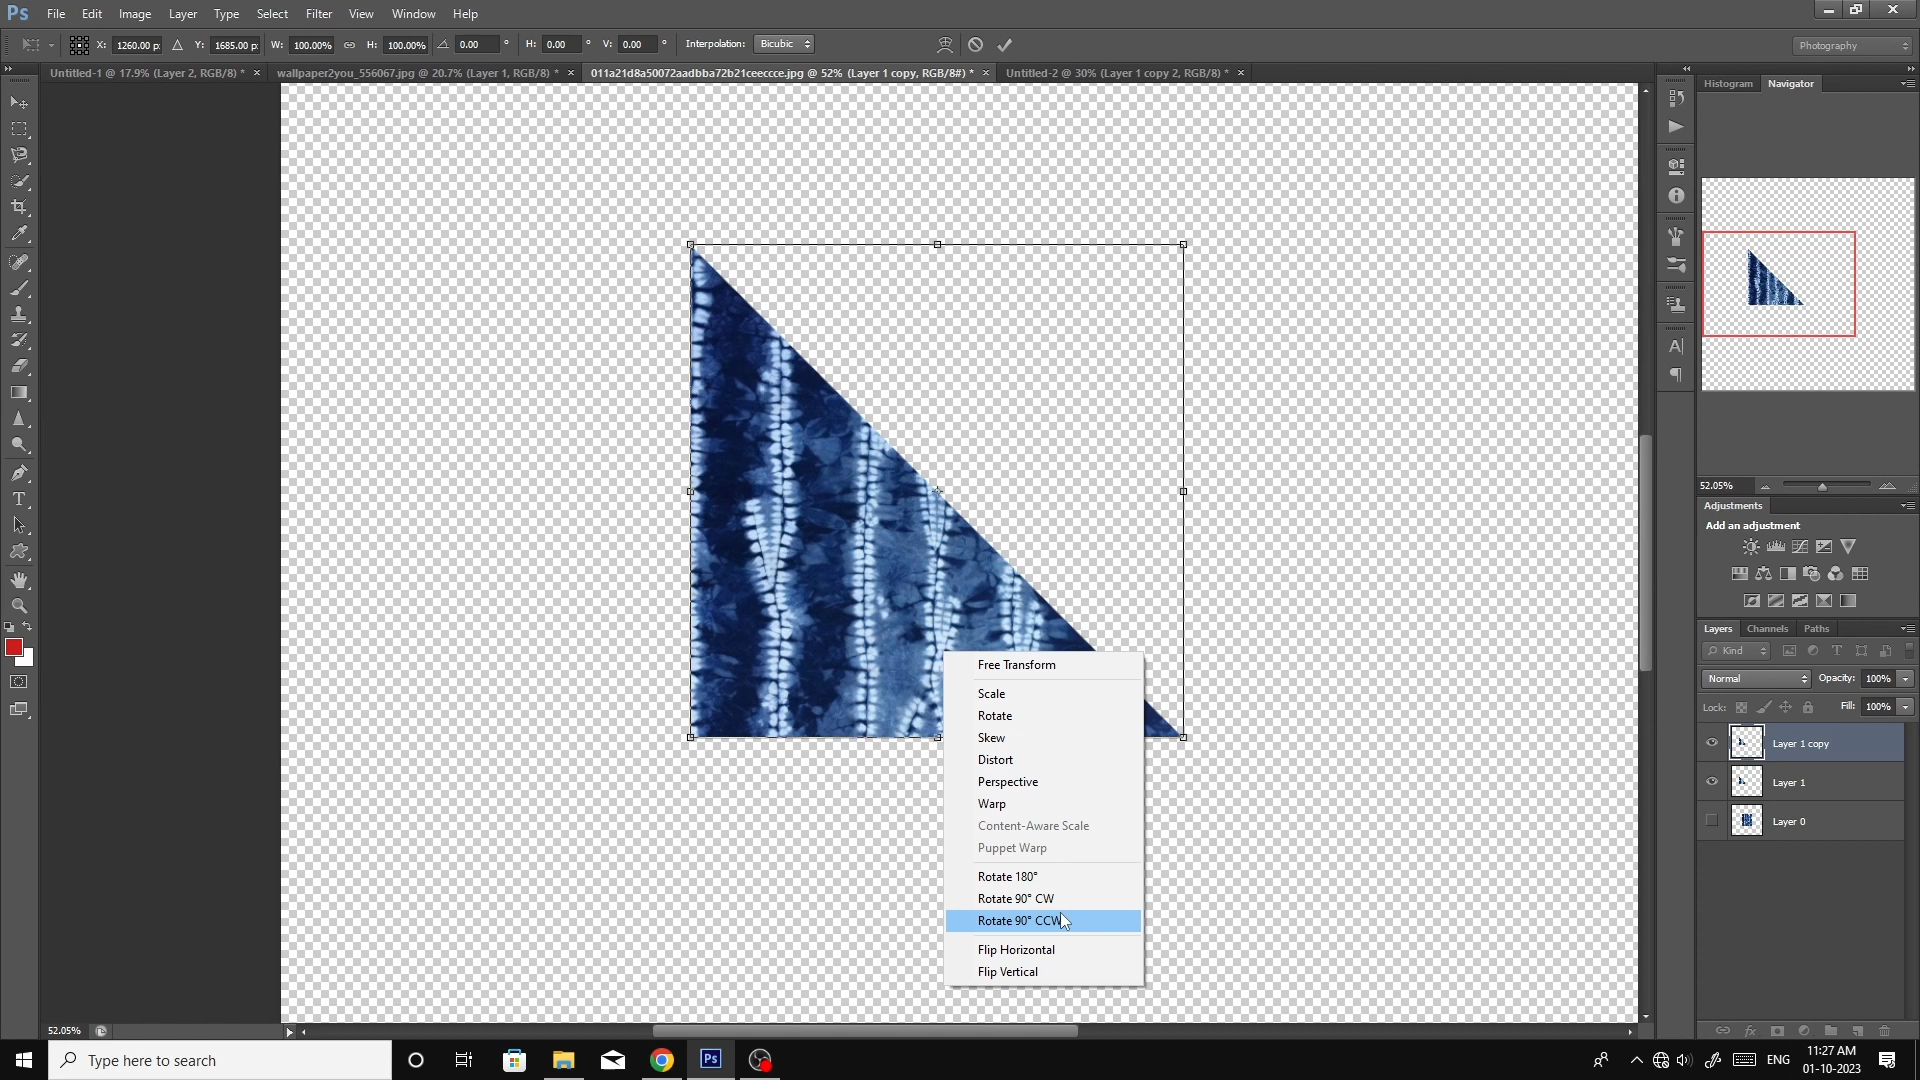 Ps File Edit Image Layer Type Select Filter View Window Help
X: 1260.00 p: Y: 1685.00 p: W: 100.00% H: 100.00% 0.00 ° H: 0.00 ° V: 0.00 ° Interpolation: Bicubic Photography
Untitled-1 @ 17.9% (Layer 2, RGB/8) * × wallpaper2you_556067.jpg @ 20.7% (Layer 1, RGB/8) * × 011a21d8a50072aadbba72b21ceeccce.jpg @ 52% (Layer 1 copy, RGB/8#) * × Untitled-2 @ 30% (Layer 1 copy 2, RGB/8) * ×
Histogram Navigator
52.05%
Adjustments
Add an adjustment
Layers Channels Paths
Kind
Normal Opacity: 100%
Lock: Fill: 100%
Layer 1 copy
Layer 1
Layer 0
Free Transform
Scale
Rotate
Skew
Distort
Perspective
Warp
Content-Aware Scale
Puppet Warp
Rotate 180°
Rotate 90° CW
Rotate 90° CCW
Flip Horizontal
Flip Vertical
52.05%
Type here to search
Ps
ENG
11:27 AM
01-10-2023